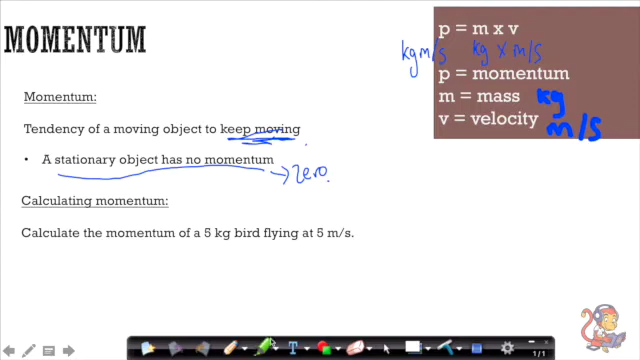 MOMENTUM
p = m x v
kgm/s kg x m/s
p = momentum
m = mass kg
v = velocity m/s
Momentum:
Tendency of a moving object to keep moving
• A stationary object has no momentum → zero.
Calculating momentum:
Calculate the momentum of a 5 kg bird flying at 5 m/s.
1/1